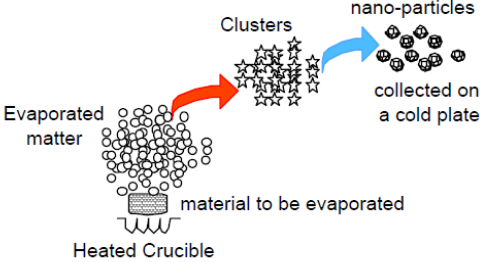 nano-particles
Clusters
collected on
a cold plate
Evaporated
matter
material to be evaporated
Heated Crucible